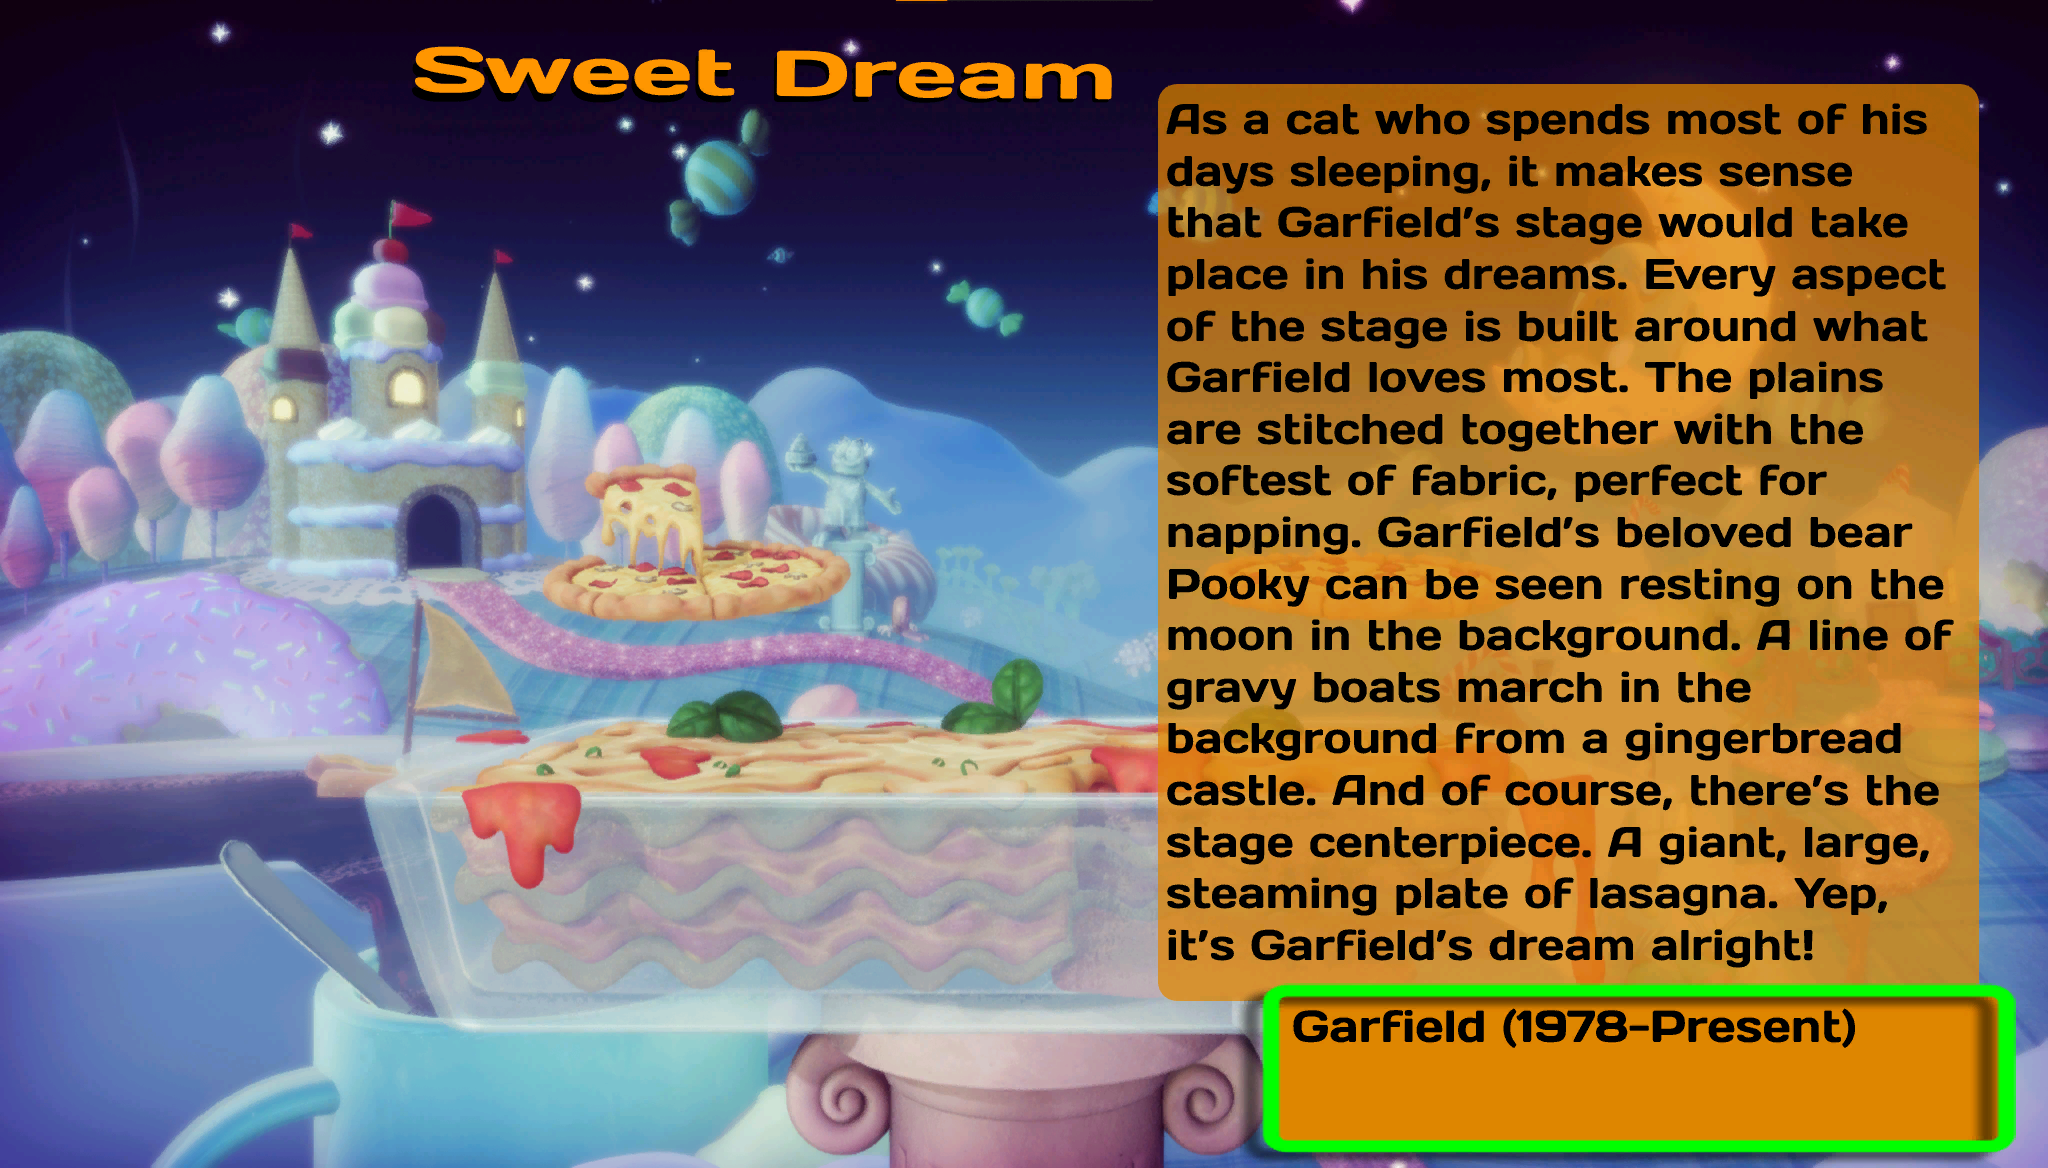 Sweet Dream
As a cat who spends most of his
days sleeping, it makes sense
that Garfield's stage would take
place in his dreams. Every aspect
of the stage is built around what
Garfield loves most. The plains
are stitched together with the
softest of fabric, perfect for
napping. Garfield's beloved bear
Pooky can be seen resting on the
moon in the background. A line of
gravy boats march in the
background from a gingerbread
castle. And of course, there's the
stage centerpiece. A giant, large,
steaming plate of lasagna. Yep,
it's Garfield's dream alright!
Garfield (1978-Present)